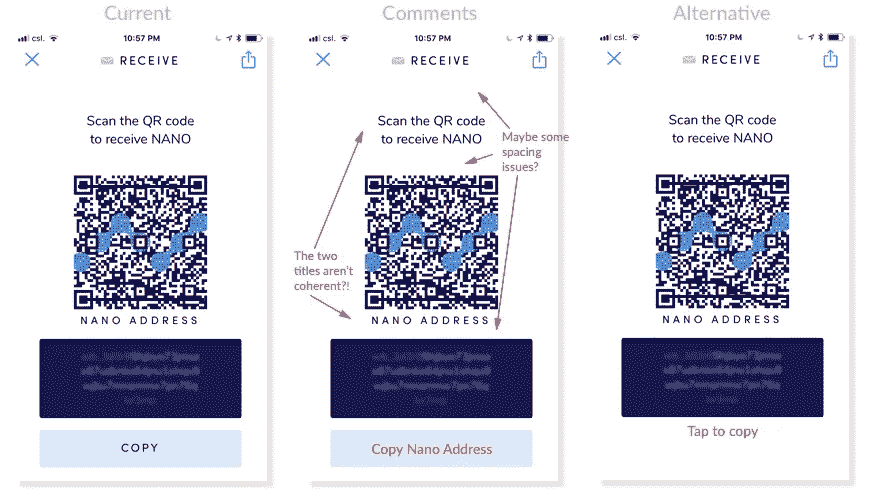 Current
Comments
Alternative
csl.
10:57 PM
csl.
10:57 PM
csl.
10:57 PM
RECEIVE
RECEIVE
RECEIVE
Scan the QR code
to receive NANO
Scan the QR code
to receive NANO
Maybe some
spacing
issues?
Scan the QR code
to receive NANO
The two
titles aren't
coherent?!
NANO ADDRESS
NANO ADDRESS
NANO ADDRESS
COPY
Copy Nano Address
Tap to copy